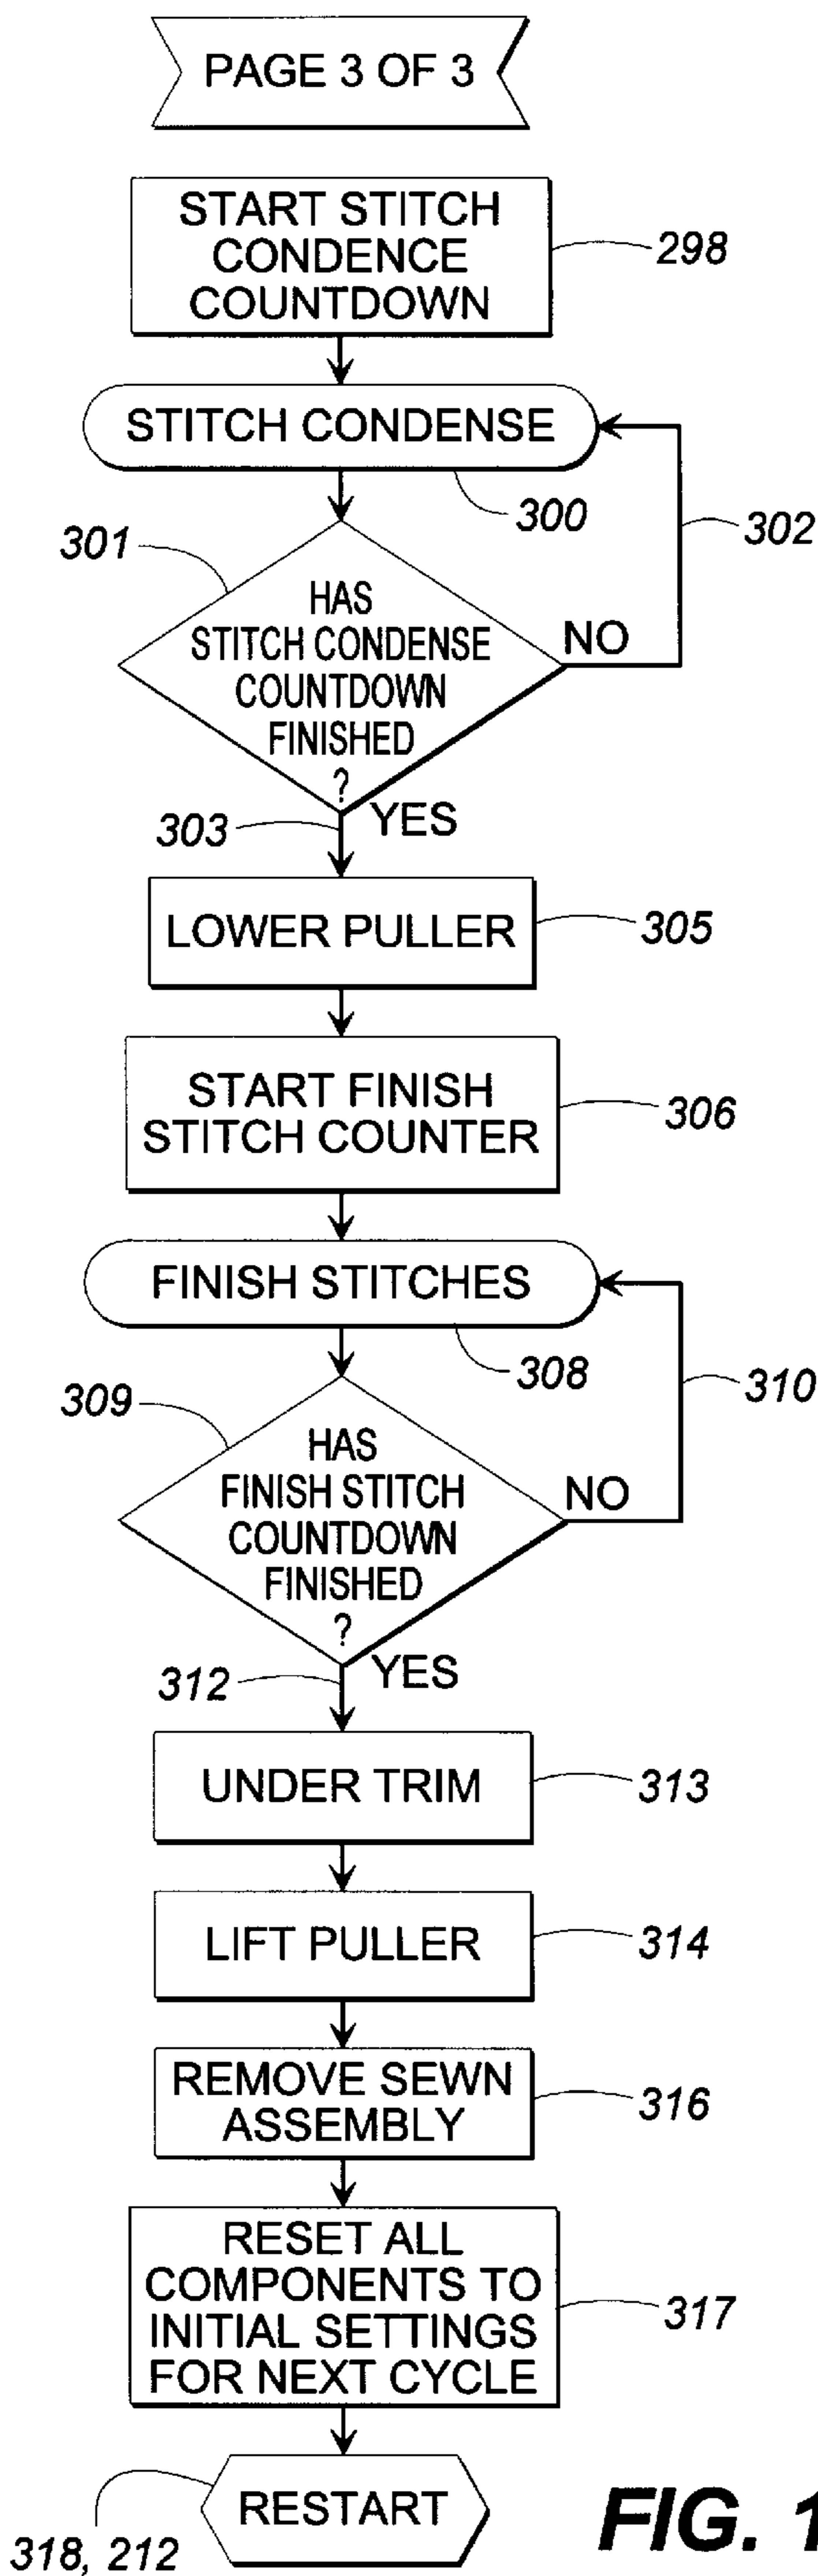 PAGE 3 OF 3
START STITCH
CONDENCE
COUNTDOWN
298
STITCH CONDENSE
300
302
301
HAS
STITCH CONDENSE
COUNTDOWN
FINISHED
?
NO
303
YES
LOWER PULLER
305
START FINISH
STITCH COUNTER
306
FINISH STITCHES
308
310
309
HAS
FINISH STITCH
COUNTDOWN
FINISHED
?
NO
312
YES
UNDER TRIM
313
LIFT PULLER
314
REMOVE SEWN
ASSEMBLY
316
RESET ALL
COMPONENTS TO
INITIAL SETTINGS
FOR NEXT CYCLE
317
RESTART
318, 212
FIG. 1